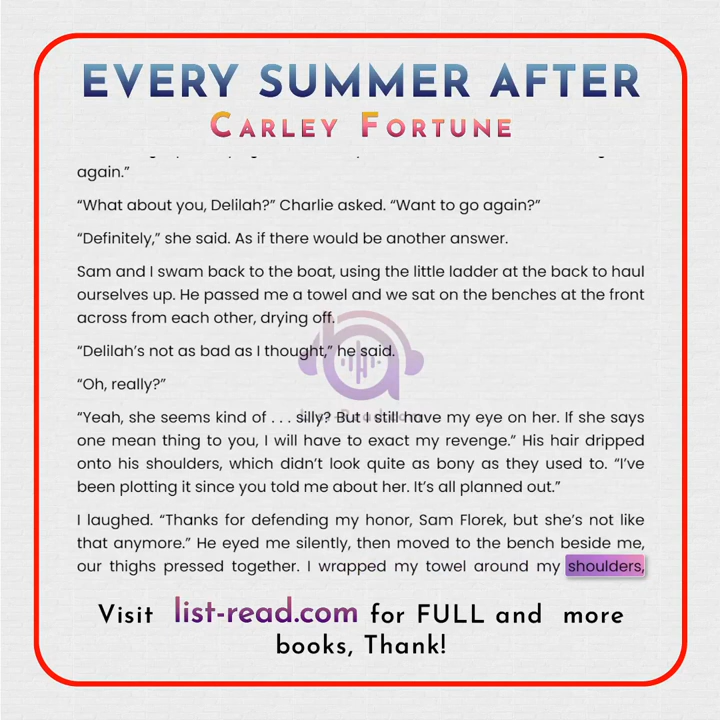 EVERY SUMMER AFTER
CARLEY FORTUNE
again.”
“What about you, Delilah?” Charlie asked. “Want to go again?”
“Definitely,” she said. As if there would be another answer.
Sam and I swam back to the boat, using the little ladder at the back to haul
ourselves up. He passed me a towel and we sat on the benches at the front
across from each other, drying off.
“Delilah’s not as bad as I thought,” he said.
“Oh, really?”
“Yeah, she seems kind of . . . silly? But I still have my eye on her. If she says
one mean thing to you, I will have to exact my revenge.” His hair dripped
onto his shoulders, which didn’t look quite as bony as they used to. “I’ve
been plotting it since you told me about her. It’s all planned out.”
I laughed. “Thanks for defending my honor, Sam Florek, but she’s not like
that anymore.” He eyed me silently, then moved to the bench beside me,
our thighs pressed together. I wrapped my towel around my shoulders,
Visit list-read.com for FULL and more
books, Thank!